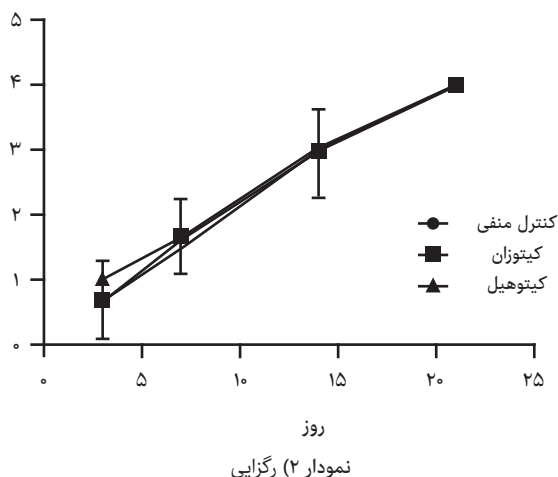 ۵
۴
۳
۲
۱
۰
۰ ۵ ۱۰ ۱۵ ۲۰ ۲۵
کنترل منفی
کیتوزان
کیتوهیل
روز
نمودار ۲) رگزایی